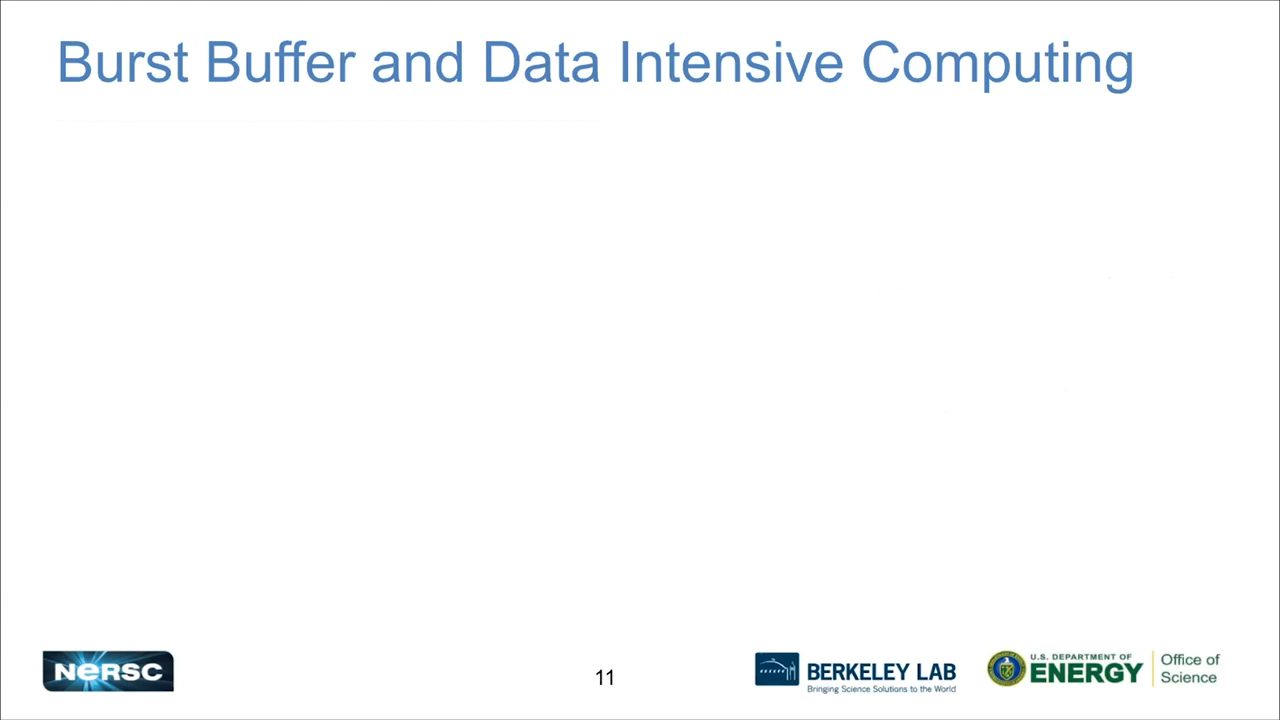 Burst Buffer and Data Intensive Computing
NERSC
11
BERKELEY LAB
Bringing Science Solutions to the World
U.S. DEPARTMENT OF
ENERGY
Office of
Science